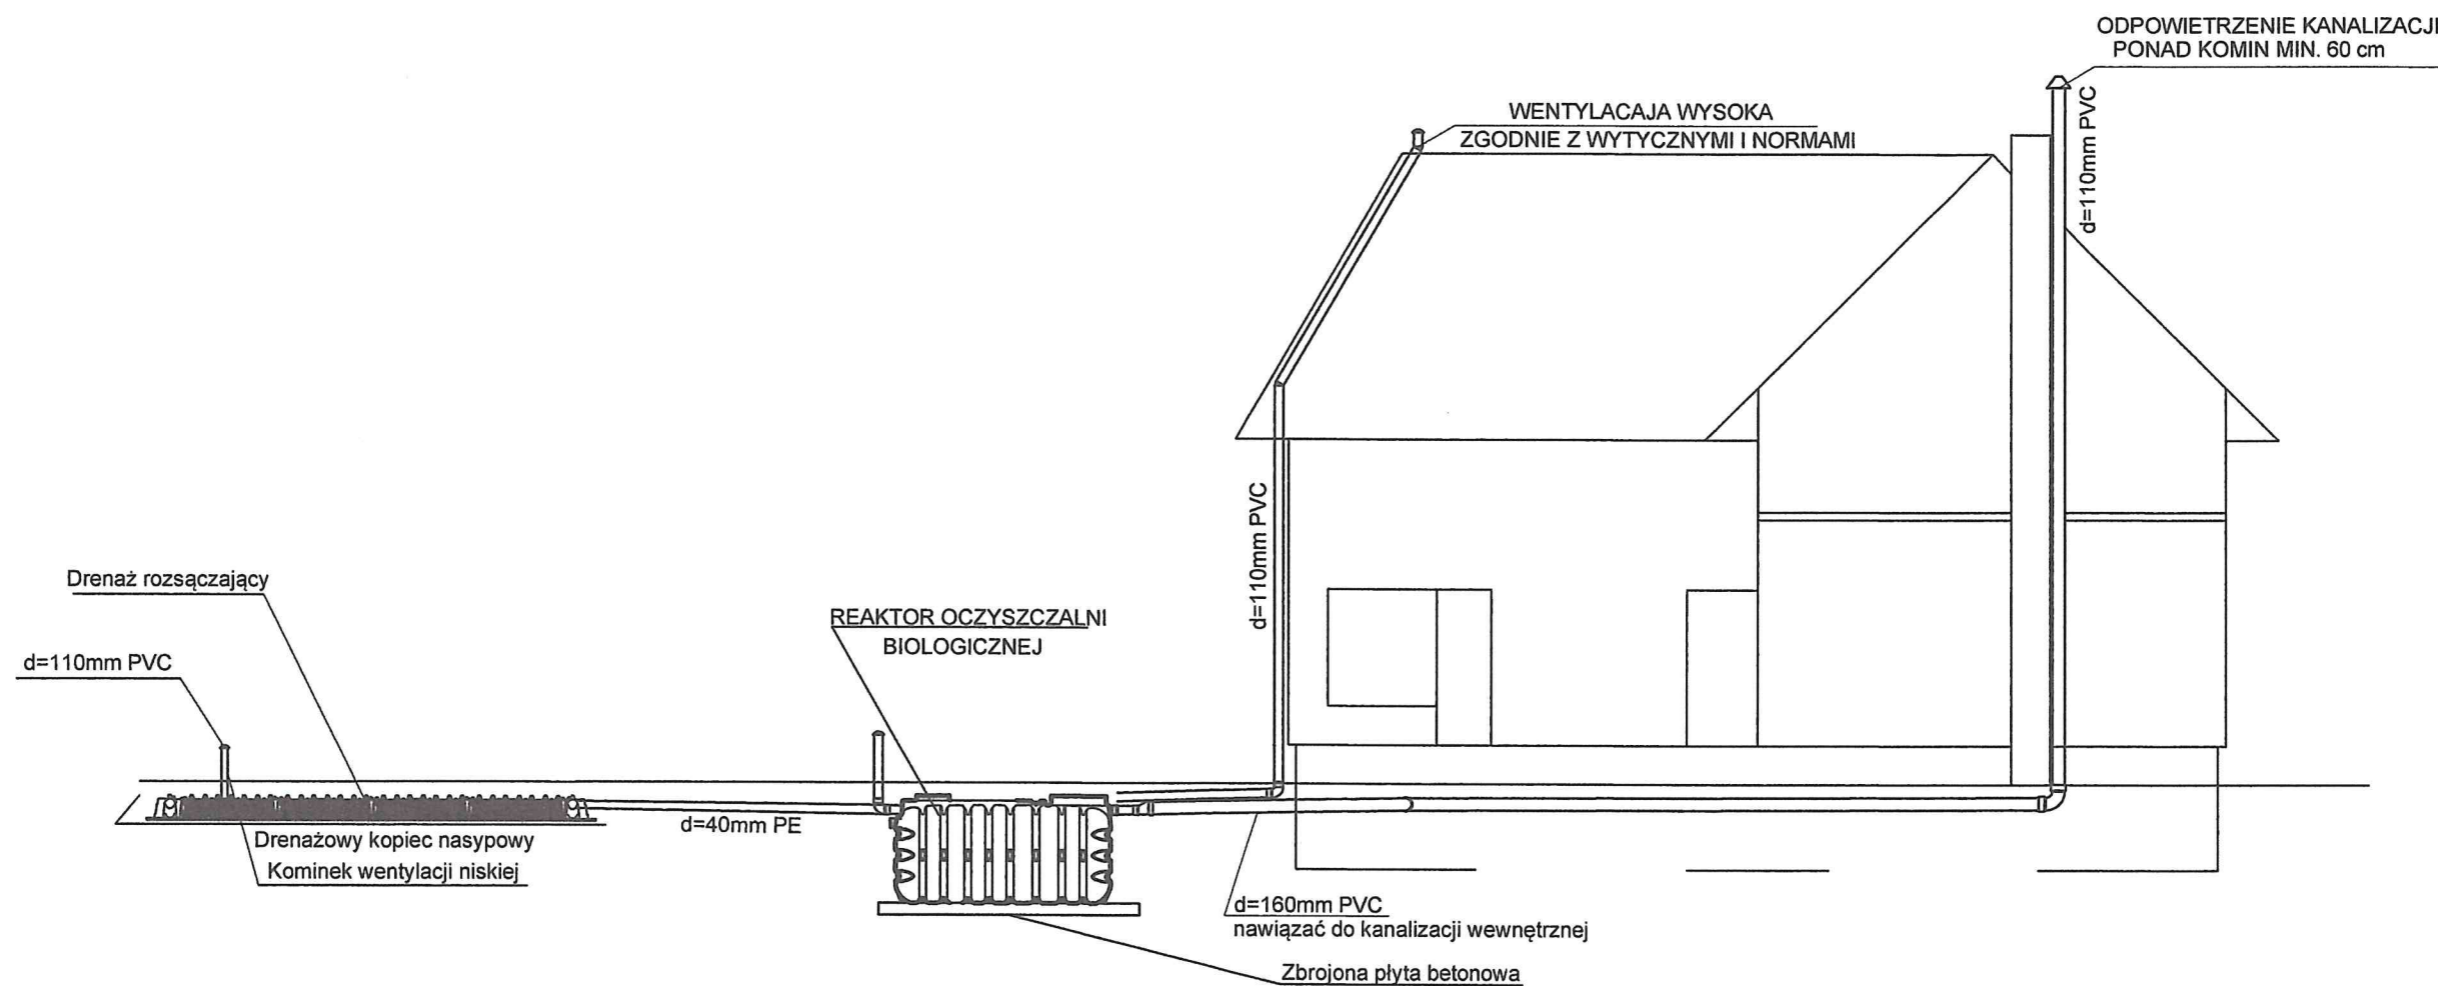 ODPOWIETRZENIE KANALIZACJI
PONAD KOMIN MIN. 60 cm
d=110mm PVC
WENTYLACAJA WYSOKA
ZGODNIE Z WYTYCZNYMI I NORMAMI
d=110mm PVC
Drenaż rozsączający
d=110mm PVC
REAKTOR OCZYSZCZALNI
BIOLOGICZNEJ
d=40mm PE
Drenażowy kopiec nasypowy
Kominek wentylacji niskiej
d=160mm PVC
nawiązać do kanalizacji wewnętrznej
Zbrojona płyta betonowa